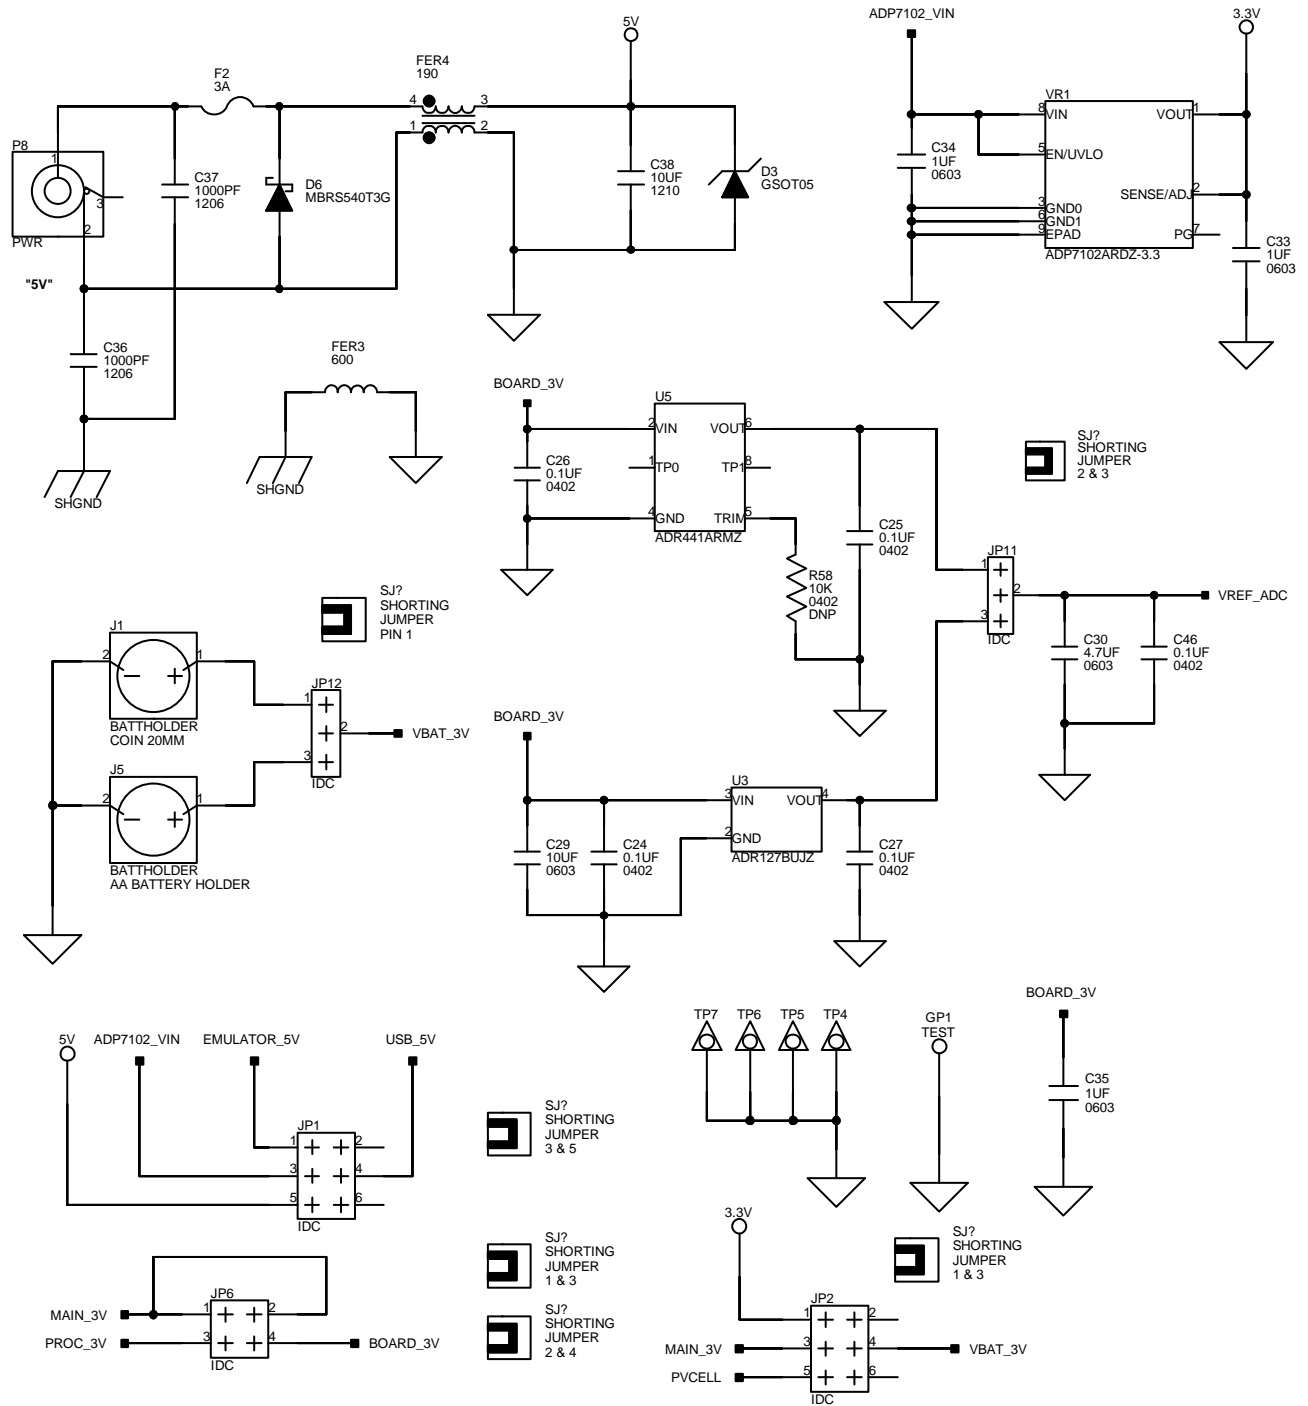 5V
ADP7102_VIN
3.3V
F2
3A
FER4
190
4
3
1
2
P8
1
3
2
PWR
"5V"
C37
1000PF
1206
D6
MBRS540T3G
C38
10UF
1210
D3
GSOT05
C36
1000PF
1206
SHGND
VR1
8
VIN
VOUT
1
5
EN/UVLO
SENSE/ADJ
2
3
GND0
6
GND1
9
EPAD
PG
7
ADP7102ARDZ-3.3
C34
1UF
0603
C33
1UF
0603
FER3
600
SHGND
BOARD_3V
U5
2
VIN
VOUT
6
1
TP0
TP1
8
4
GND
TRIM
5
ADR441ARMZ
C26
0.1UF
0402
C25
0.1UF
0402
R58
10K
0402
DNP
SJ?
SHORTING
JUMPER
2 & 3
JP11
1
2
3
IDC
VREF_ADC
C30
4.7UF
0603
C46
0.1UF
0402
SJ?
SHORTING
JUMPER
PIN 1
J1
2
1
BATTHOLDER
COIN 20MM
JP12
1
2
3
IDC
VBAT_3V
J5
2
1
BATTHOLDER
AA BATTERY HOLDER
BOARD_3V
U3
3
VIN
VOUT
4
2
GND
ADR127BUJZ
C29
10UF
0603
C24
0.1UF
0402
C27
0.1UF
0402
5V
ADP7102_VIN
EMULATOR_5V
USB_5V
JP1
1
2
3
4
5
6
IDC
SJ?
SHORTING
JUMPER
3 & 5
TP7
TP6
TP5
TP4
GP1
TEST
BOARD_3V
C35
1UF
0603
SJ?
SHORTING
JUMPER
1 & 3
SJ?
SHORTING
JUMPER
2 & 4
JP6
MAIN_3V
1
2
PROC_3V
3
4
BOARD_3V
IDC
3.3V
SJ?
SHORTING
JUMPER
1 & 3
JP2
1
2
MAIN_3V
3
4
VBAT_3V
PVCELL
5
6
IDC